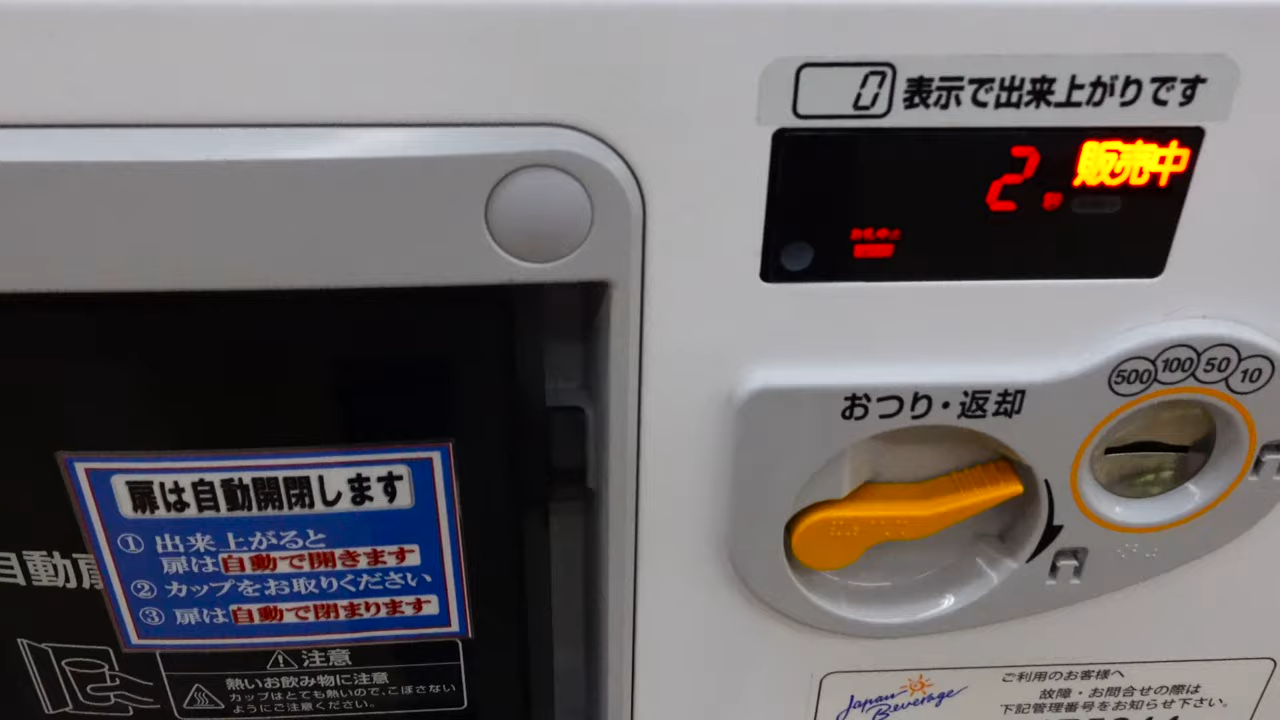 0 表示で出来上がりです
2.秒 販売中
おつり・返却
500 100 50 10
扉は自動開閉します
① 出来上がると
扉は自動で開きます
② カップをお取りください
③ 扉は自動で閉まります
自動扉
注意
熱いお飲み物に注意
カップはとても熱いので、こぼさない
ようにご注意ください。
Japan Beverage
ご利用のお客様へ
故障・お問合せの際は
下記管理番号をお知らせ下さい。